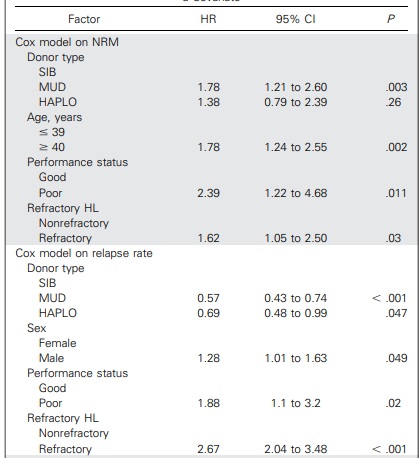 Factor HR 95% CI P
Cox model on NRM
Donor type
SIB
MUD 1.78 1.21 to 2.60 .003
HAPLO 1.38 0.79 to 2.39 .26
Age, years
≤ 39
≥ 40 1.78 1.24 to 2.55 .002
Performance status
Good
Poor 2.39 1.22 to 4.68 .011
Refractory HL
Nonrefractory
Refractory 1.62 1.05 to 2.50 .03
Cox model on relapse rate
Donor type
SIB
MUD 0.57 0.43 to 0.74 < .001
HAPLO 0.69 0.48 to 0.99 .047
Sex
Female
Male 1.28 1.01 to 1.63 .049
Performance status
Good
Poor 1.88 1.1 to 3.2 .02
Refractory HL
Nonrefractory
Refractory 2.67 2.04 to 3.48 < .001